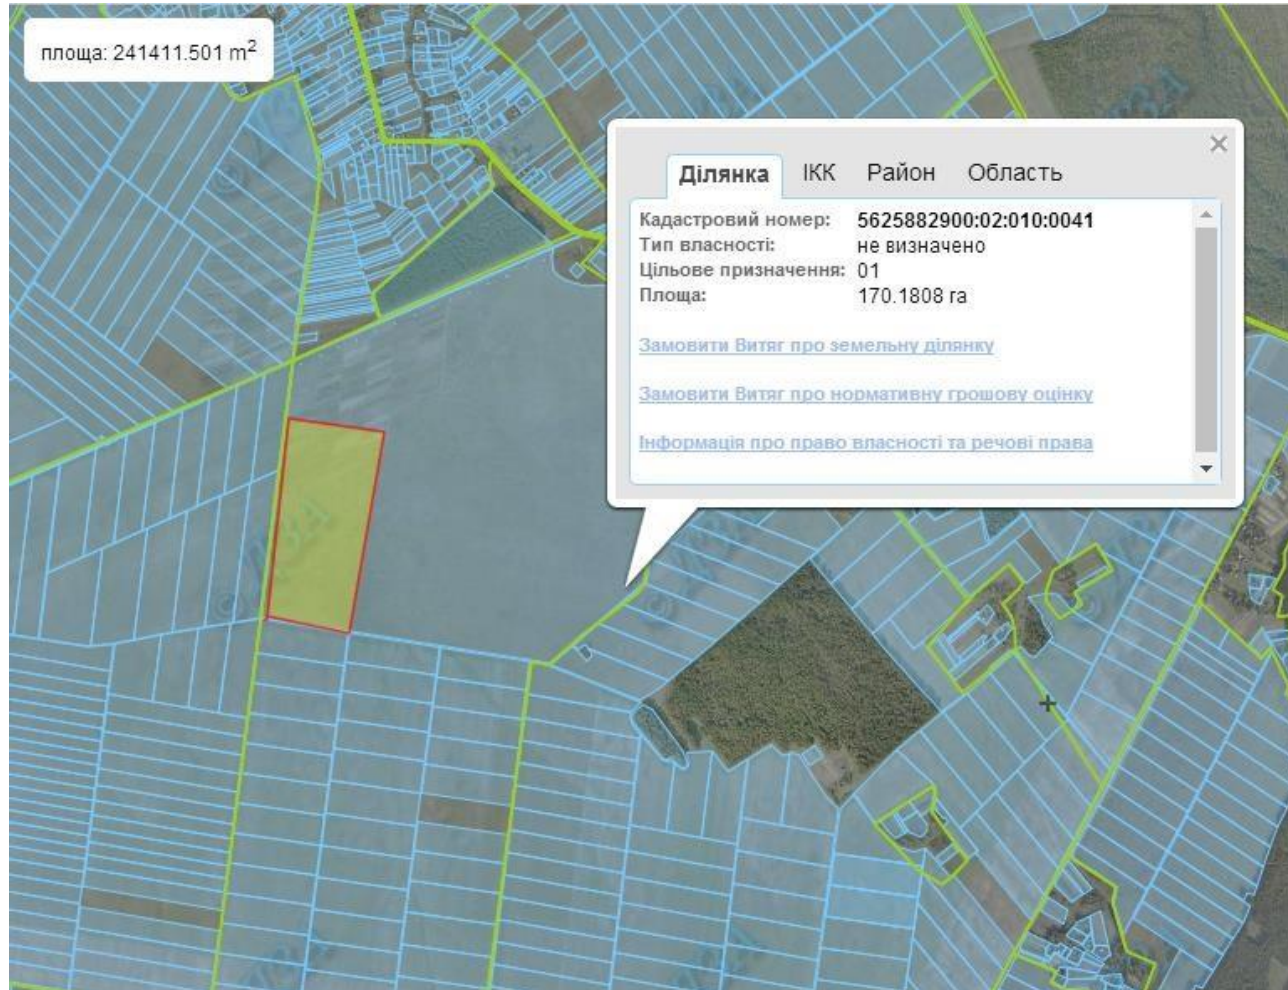 площа: 241411.501 m²
Ділянка ІКК Район Область
Кадастровий номер: 5625882900:02:010:0041
Тип власності: не визначено
Цільове призначення: 01
Площа: 170.1808 га
Замовити Витяг про земельну ділянку
Замовити Витяг про нормативну грошову оцінку
Інформація про право власності та речові права